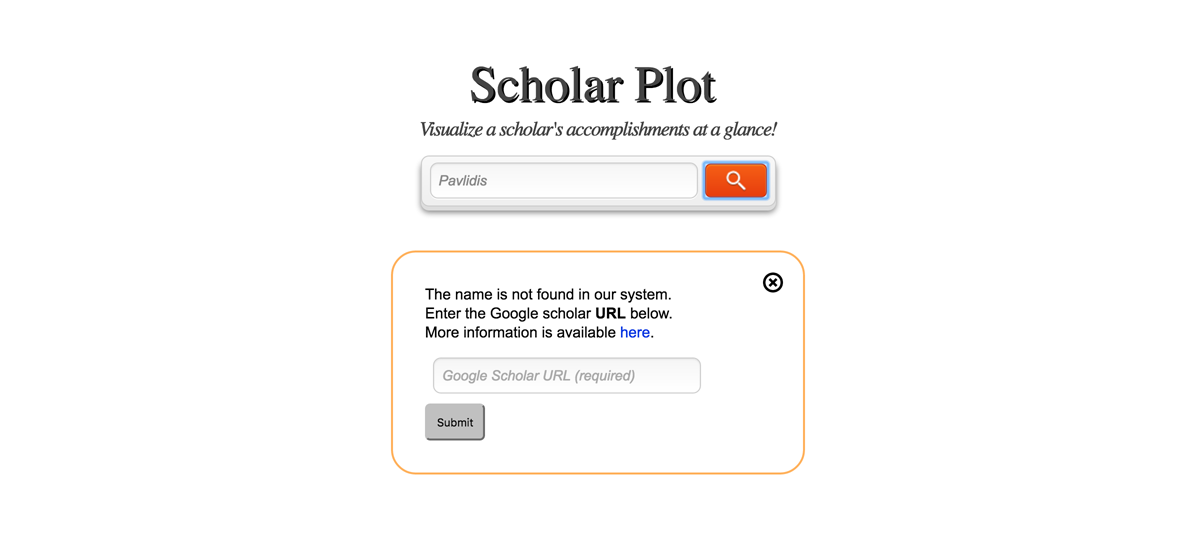 Scholar Plot
Visualize a scholar's accomplishments at a glance!
Pavlidis
The name is not found in our system.
Enter the Google scholar URL below.
More information is available here.
Google Scholar URL (required)
Submit